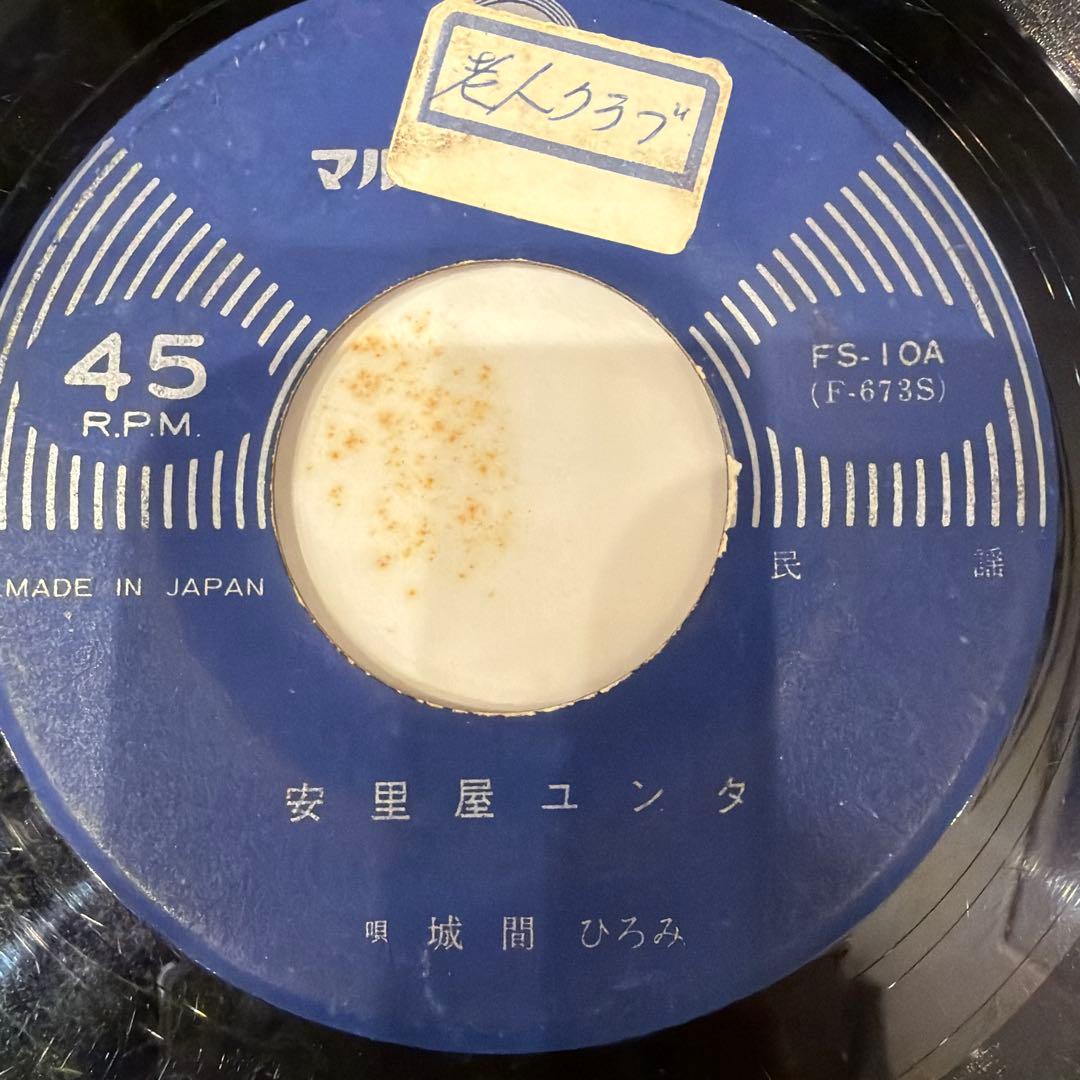 老人クラブ
マル
45
R.P.M.
FS-10A
(F-673S)
MADE IN JAPAN
民謡
安里屋ユンタ
唄 城間 ひろみ